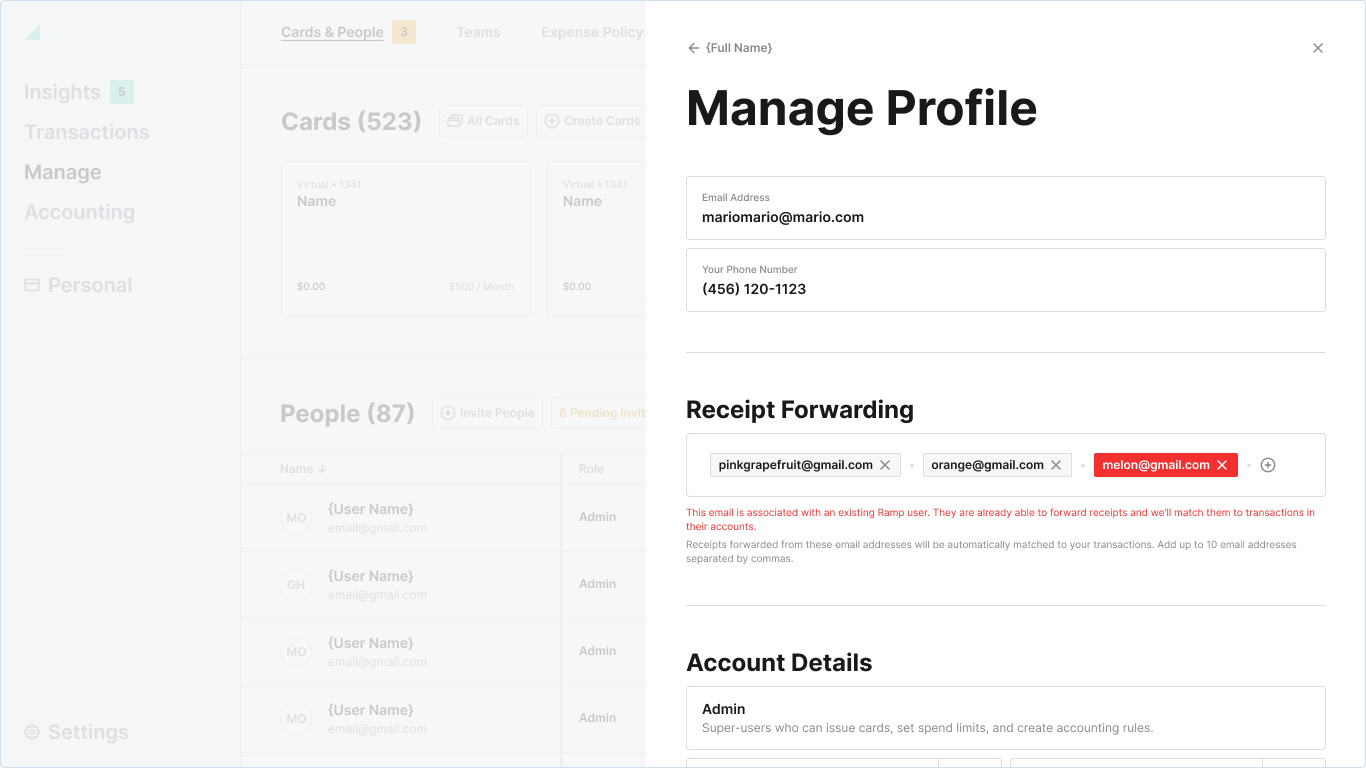 Insights 5
Transactions
Manage
Accounting
Personal
Settings
Cards & People 3 Teams Expense Policy
Cards (523) All Cards Create Cards
Virtual • 1341
Name
$0.00 $500 / Month
Virtual • 1341
Name
$0.00
People (87) Invite People 8 Pending Invit
Name ↓ Role
MO {User Name} Admin
email@gmail.com
GH {User Name} Admin
email@gmail.com
MO {User Name} Admin
email@gmail.com
MO {User Name} Admin
email@gmail.com
{Full Name}
Manage Profile
Email Address
mariomario@mario.com
Your Phone Number
(456) 120-1123
Receipt Forwarding
pinkgrapefruit@gmail.com orange@gmail.com melon@gmail.com
This email is associated with an existing Ramp user. They are already able to forward receipts and we'll match them to transactions in
their accounts.
Receipts forwarded from these email addresses will be automatically matched to your transactions. Add up to 10 email addresses
separated by commas.
Account Details
Admin
Super-users who can issue cards, set spend limits, and create accounting rules.